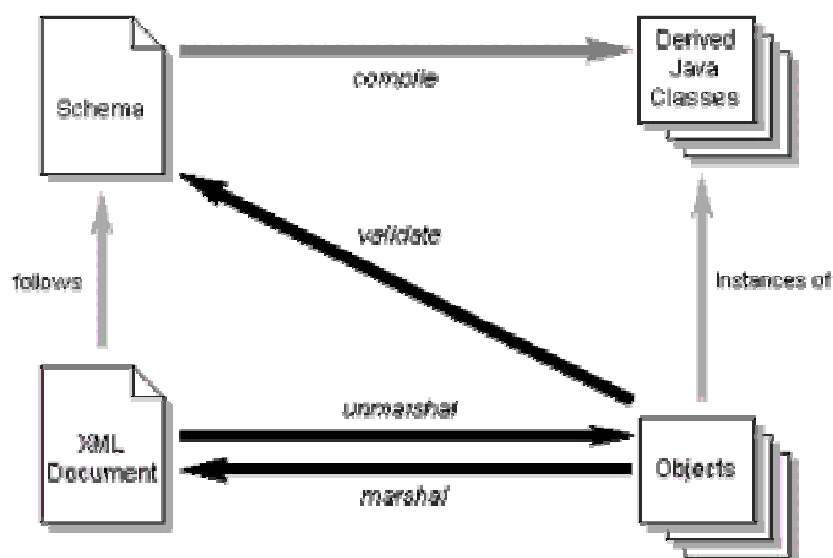 Schema
compile
Derived
Java
Classes
validate
follows
Instances of
XML
Document
unmarshal
marshal
Objects